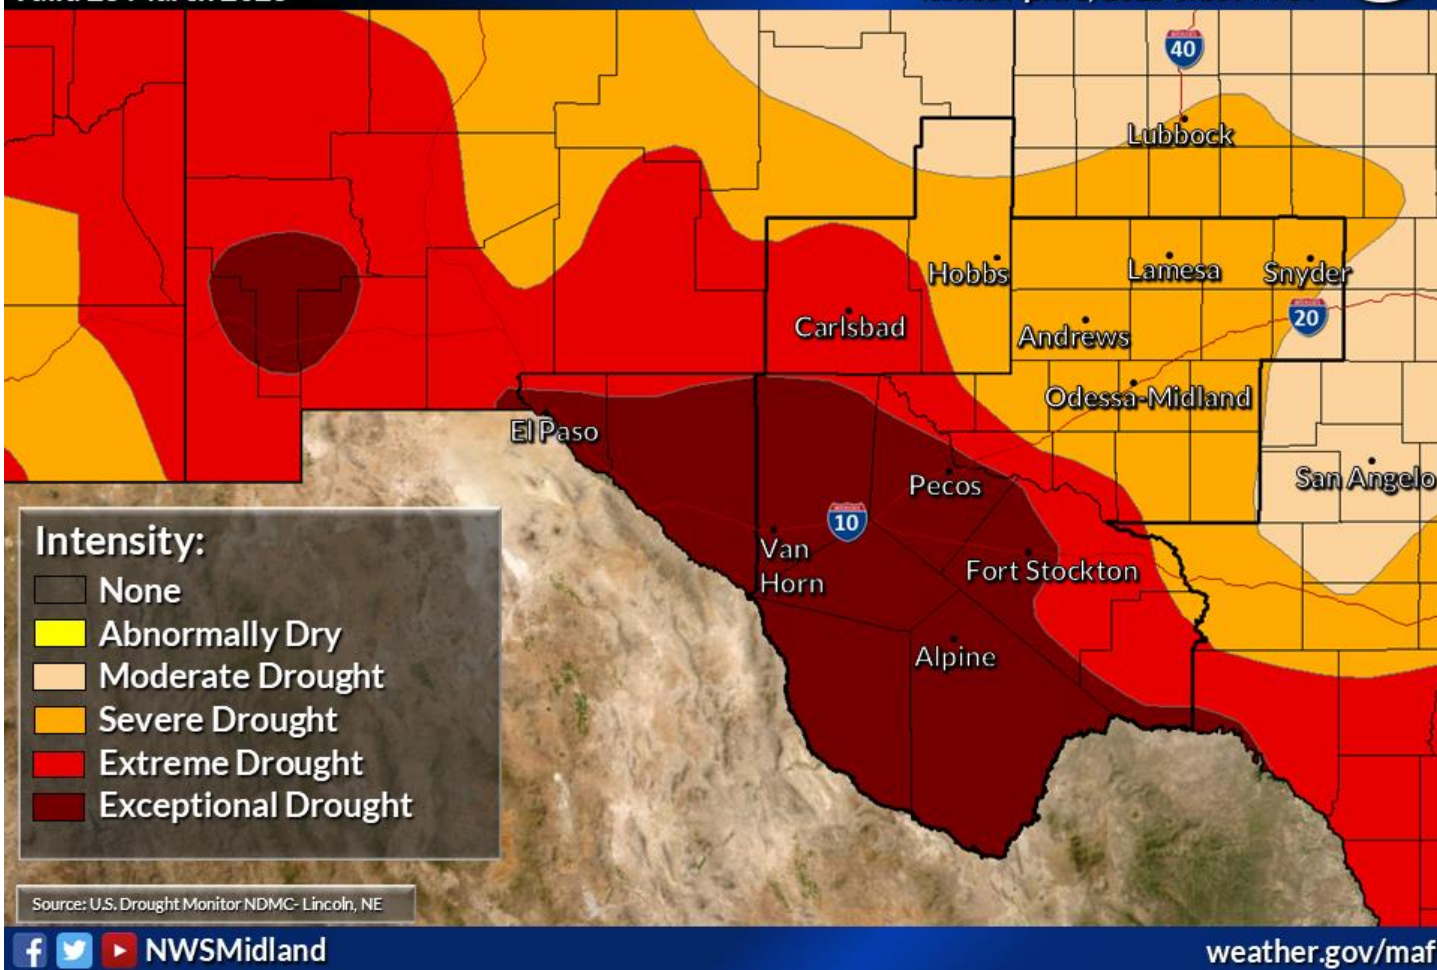 40
Lubbock
Hobbs
Lamesa
Snyder
Carlsbad
20
Andrews
Odessa-Midland
El Paso
San Angelo
Pecos
10
Van
Horn
Fort Stockton
Alpine
Intensity:
None
Abnormally Dry
Moderate Drought
Severe Drought
Extreme Drought
Exceptional Drought
Source: U.S. Drought Monitor NDMC- Lincoln, NE
NWSMidland
weather.gov/maf